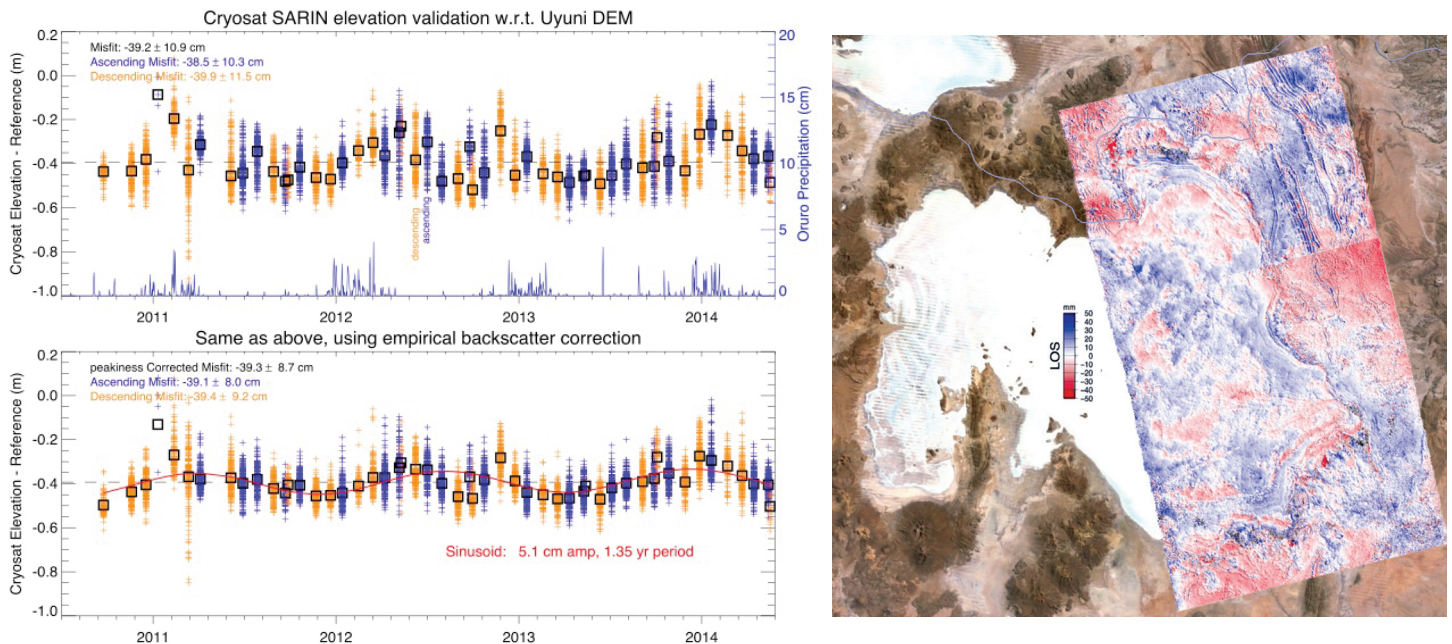 Cryosat SARIN elevation validation w.r.t. Uyuni DEM
Misfit: -39.2 ± 10.9 cm
Ascending Misfit: -38.5 ± 10.3 cm
Descending Misfit: -39.9 ± 11.5 cm
Cryosat Elevation - Reference (m)
0.2
0.0
-0.2
-0.4
-0.6
-0.8
-1.0
20
15
10
5
0
Oruro Precipitation (cm)
descending
ascending
2011
2012
2013
2014
Same as above, using empirical backscatter correction
peakiness Corrected Misfit: -39.3 ± 8.7 cm
Ascending Misfit: -39.1 ± 8.0 cm
Descending Misfit: -39.4 ± 9.2 cm
Cryosat Elevation - Reference (m)
0.2
0.0
-0.2
-0.4
-0.6
-0.8
-1.0
Sinusoid: 5.1 cm amp, 1.35 yr period
2011
2012
2013
2014
mm
50
40
30
20
10
0
-10
-20
-30
-40
-50
LOS